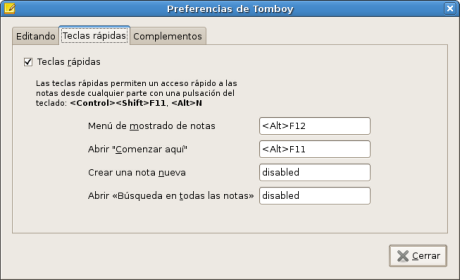 Preferencias de Tomboy
Editando Teclas rápidas Complementos
Teclas rápidas
Las teclas rápidas permiten un acceso rápido a las
notas desde cualquier parte con una pulsación del
teclado: <Control><Shift>F11, <Alt>N
Menú de mostrado de notas <Alt>F12
Abrir "Comenzar aquí" <Alt>F11
Crear una nota nueva disabled
Abrir «Búsqueda en todas las notas» disabled
Cerrar